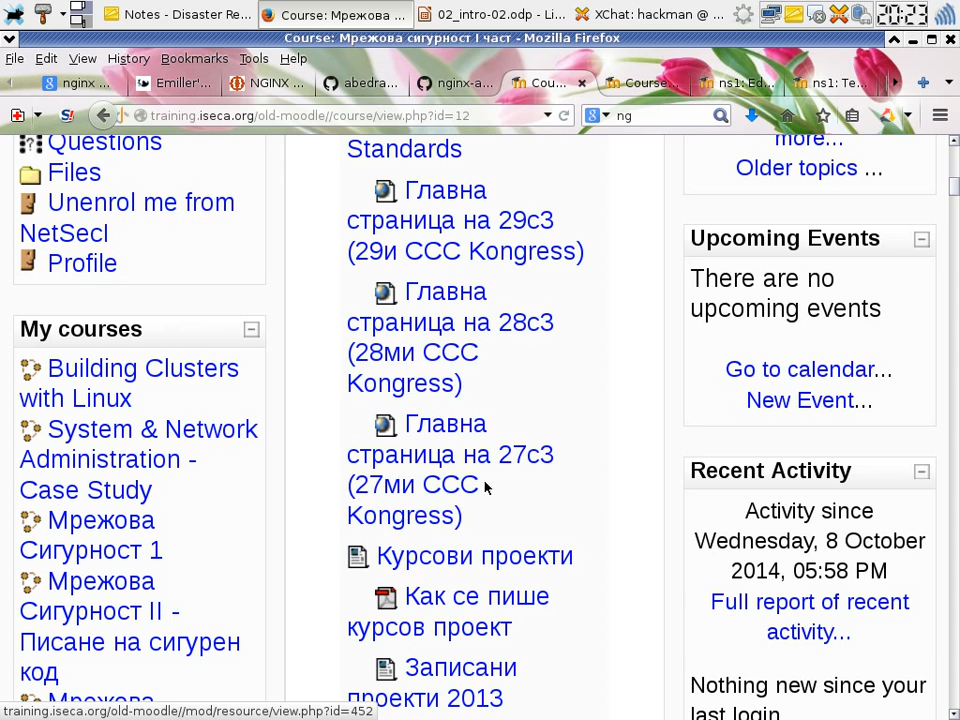 Notes - Disaster Re...
Course: Мрежова ...
02_intro-02.odp - Li...
XChat: hackman @ ...
20:23
Course: Мрежова сигурност I част - Mozilla Firefox
File Edit View History Bookmarks Tools Help
nginx ...
Emiller'...
NGINX ...
abedra...
nginx-a...
Cou...
Course...
ns1: Ed...
ns1: Te...
training.iseca.org/old-moodle//course/view.php?id=12
ng
Questions
Files
Unenrol me from
NetSecI
Profile
My courses
Building Clusters
with Linux
System & Network
Administration -
Case Study
Мрежова
Сигурност 1
Мрежова
Сигурност II -
Писане на сигурен
код
Мрежова
Standards
Главна
страница на 29c3
(29и CCC Kongress)
Главна
страница на 28c3
(28ми CCC
Kongress)
Главна
страница на 27c3
(27ми CCC
Kongress)
Курсови проекти
Как се пише
курсов проект
Записани
проекти 2013
more...
Older topics ...
Upcoming Events
There are no
upcoming events
Go to calendar...
New Event...
Recent Activity
Activity since
Wednesday, 8 October
2014, 05:58 PM
Full report of recent
activity...
Nothing new since your
last login
training.iseca.org/old-moodle//mod/resource/view.php?id=452